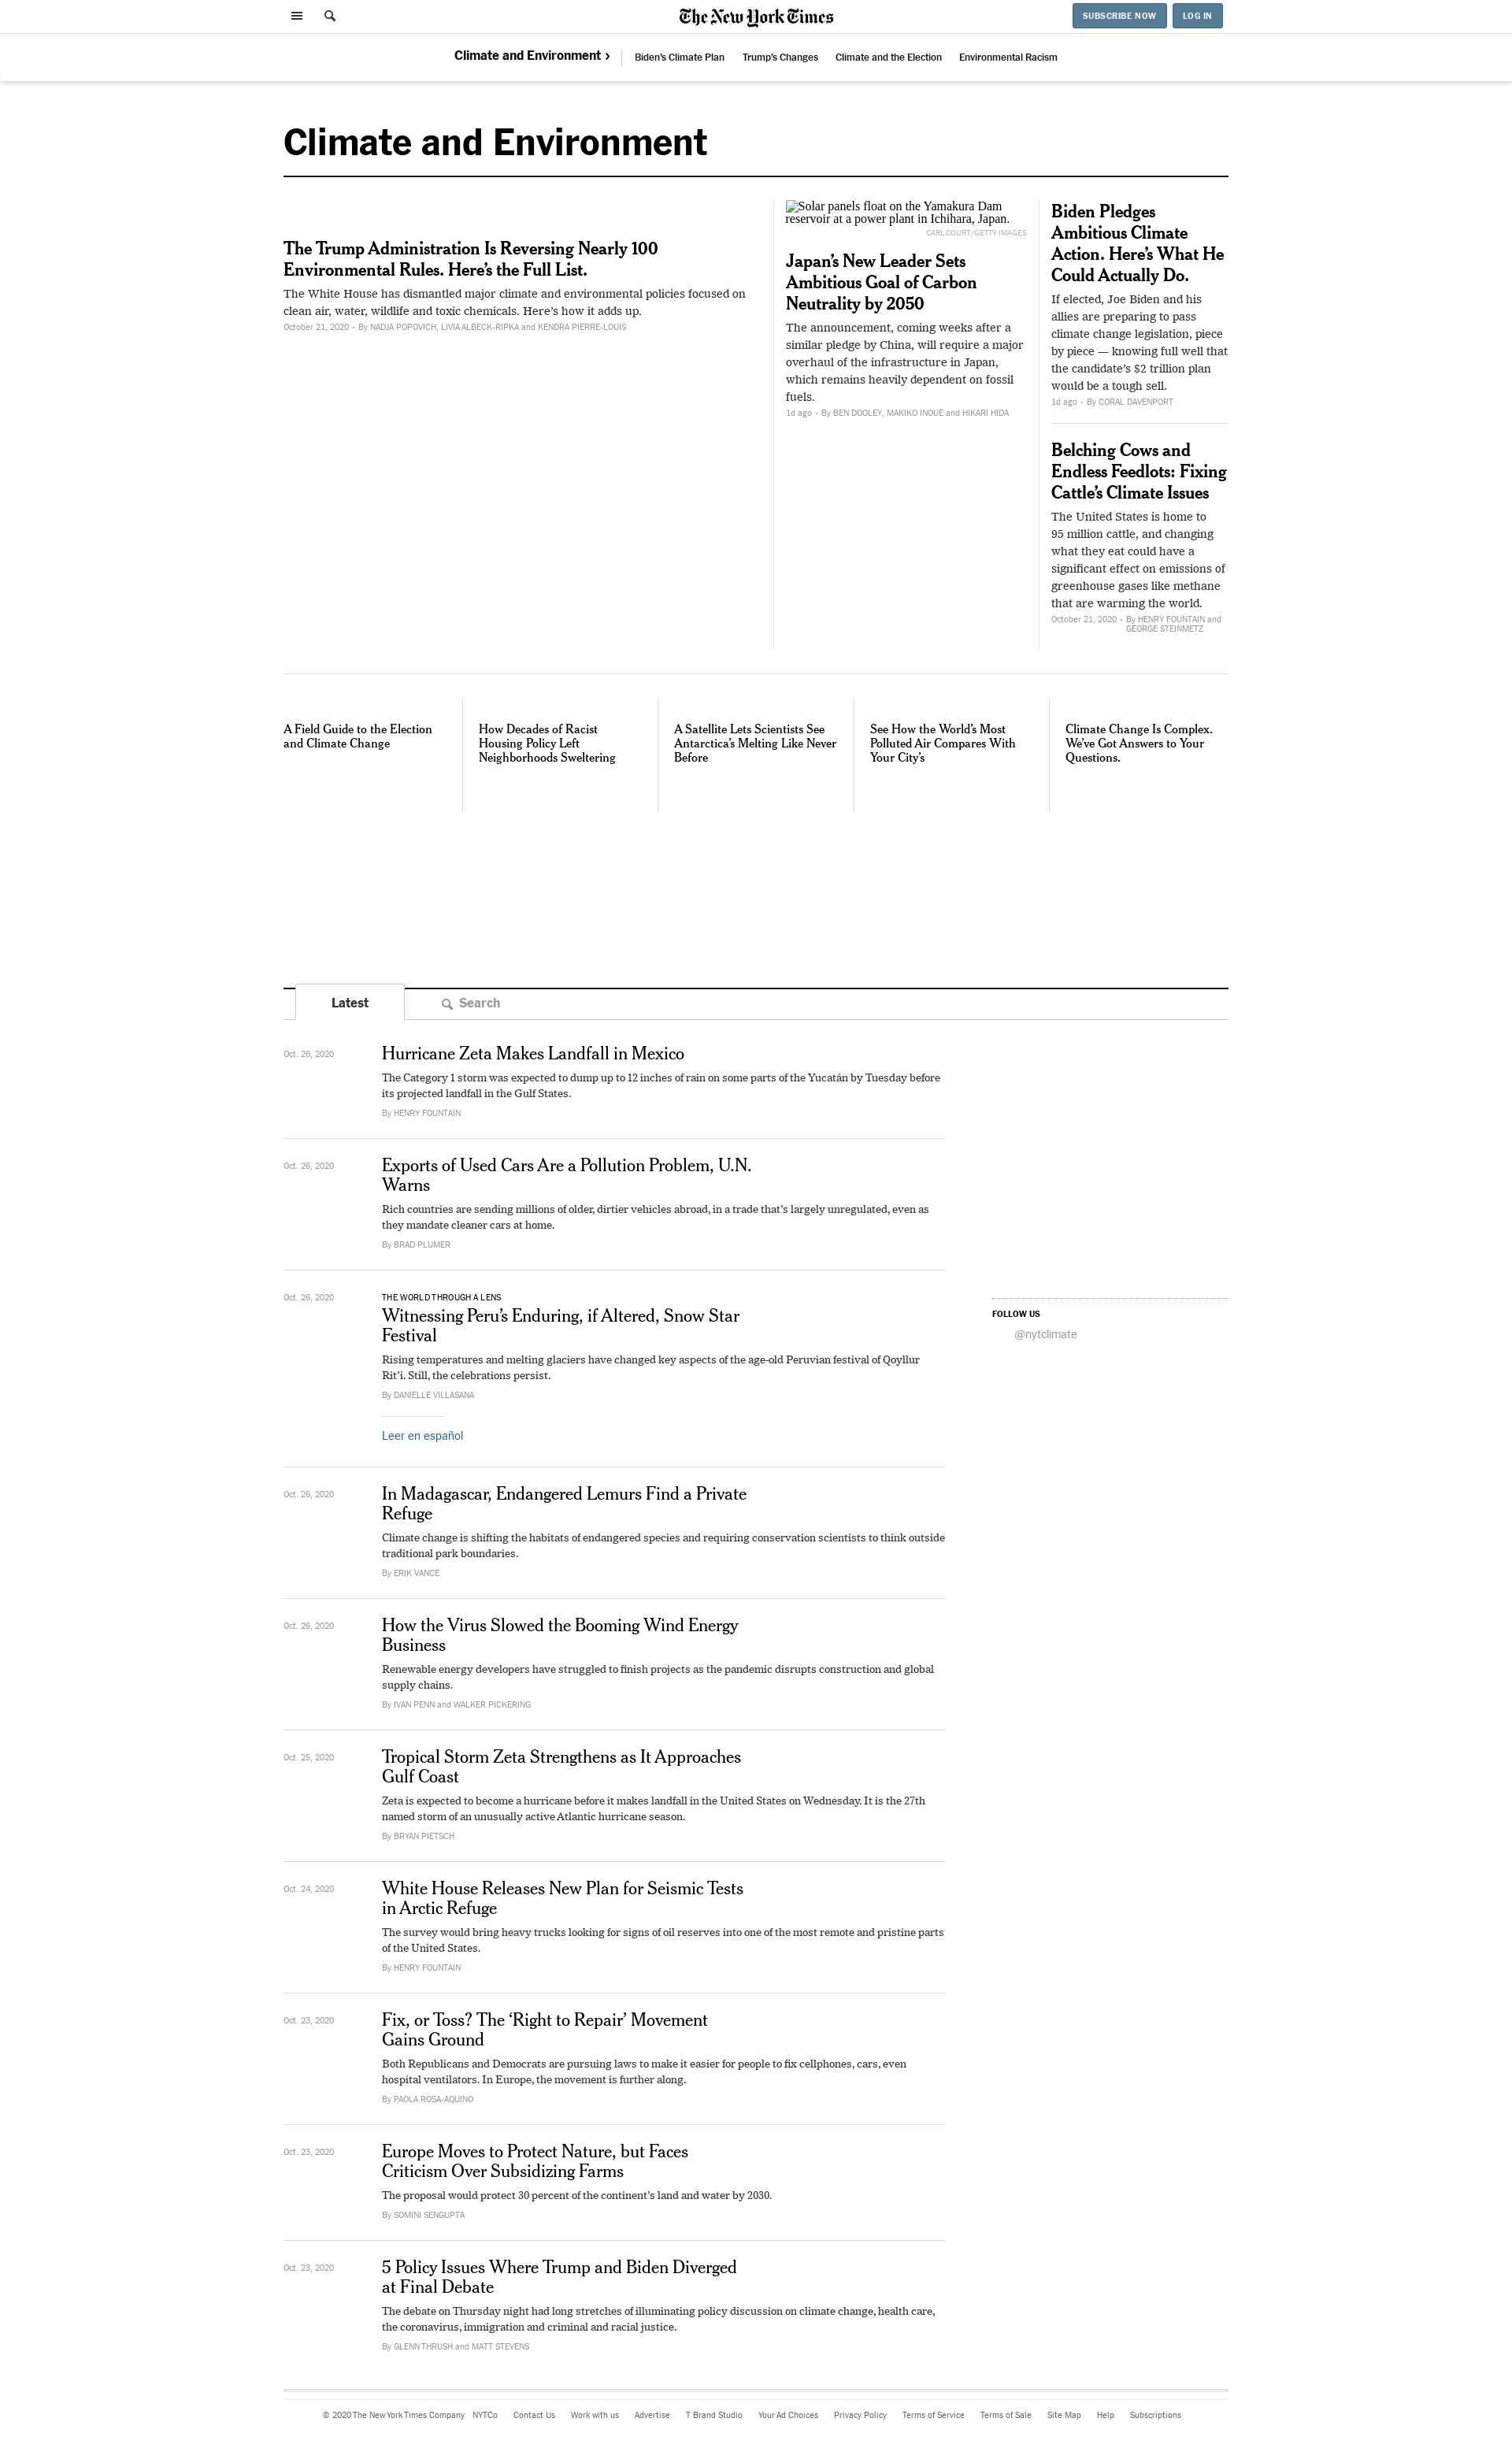 The New York Times
SUBSCRIBE NOW
LOG IN
Climate and Environment ›
Biden's Climate Plan
Trump's Changes
Climate and the Election
Environmental Racism
Climate and Environment
The Trump Administration Is Reversing Nearly 100
Environmental Rules. Here's the Full List.
The White House has dismantled major climate and environmental policies focused on
clean air, water, wildlife and toxic chemicals. Here's how it adds up.
October 21, 2020 • By NADJA POPOVICH, LIVIA ALBECK-RIPKA and KENDRA PIERRE-LOUIS
Solar panels float on the Yamakura Dam
reservoir at a power plant in Ichihara, Japan.
CARL COURT/GETTY IMAGES
Japan's New Leader Sets
Ambitious Goal of Carbon
Neutrality by 2050
The announcement, coming weeks after a
similar pledge by China, will require a major
overhaul of the infrastructure in Japan,
which remains heavily dependent on fossil
fuels.
1d ago • By BEN DOOLEY, MAKIKO INOUE and HIKARI HIDA
Biden Pledges
Ambitious Climate
Action. Here's What He
Could Actually Do.
If elected, Joe Biden and his
allies are preparing to pass
climate change legislation, piece
by piece — knowing full well that
the candidate's $2 trillion plan
would be a tough sell.
1d ago • By CORAL DAVENPORT
Belching Cows and
Endless Feedlots: Fixing
Cattle's Climate Issues
The United States is home to
95 million cattle, and changing
what they eat could have a
significant effect on emissions of
greenhouse gases like methane
that are warming the world.
October 21, 2020 • By HENRY FOUNTAIN and
GEORGE STEINMETZ
A Field Guide to the Election
and Climate Change
How Decades of Racist
Housing Policy Left
Neighborhoods Sweltering
A Satellite Lets Scientists See
Antarctica's Melting Like Never
Before
See How the World's Most
Polluted Air Compares With
Your City's
Climate Change Is Complex.
We've Got Answers to Your
Questions.
Latest
Search
Oct. 26, 2020
Hurricane Zeta Makes Landfall in Mexico
The Category 1 storm was expected to dump up to 12 inches of rain on some parts of the Yucatán by Tuesday before
its projected landfall in the Gulf States.
By HENRY FOUNTAIN
Oct. 26, 2020
Exports of Used Cars Are a Pollution Problem, U.N.
Warns
Rich countries are sending millions of older, dirtier vehicles abroad, in a trade that's largely unregulated, even as
they mandate cleaner cars at home.
By BRAD PLUMER
Oct. 26, 2020
THE WORLD THROUGH A LENS
Witnessing Peru's Enduring, if Altered, Snow Star
Festival
Rising temperatures and melting glaciers have changed key aspects of the age-old Peruvian festival of Qoyllur
Rit'i. Still, the celebrations persist.
By DANIELLE VILLASANA
Leer en español
FOLLOW US
@nytclimate
Oct. 26, 2020
In Madagascar, Endangered Lemurs Find a Private
Refuge
Climate change is shifting the habitats of endangered species and requiring conservation scientists to think outside
traditional park boundaries.
By ERIK VANCE
Oct. 26, 2020
How the Virus Slowed the Booming Wind Energy
Business
Renewable energy developers have struggled to finish projects as the pandemic disrupts construction and global
supply chains.
By IVAN PENN and WALKER PICKERING
Oct. 25, 2020
Tropical Storm Zeta Strengthens as It Approaches
Gulf Coast
Zeta is expected to become a hurricane before it makes landfall in the United States on Wednesday. It is the 27th
named storm of an unusually active Atlantic hurricane season.
By BRYAN PIETSCH
Oct. 24, 2020
White House Releases New Plan for Seismic Tests
in Arctic Refuge
The survey would bring heavy trucks looking for signs of oil reserves into one of the most remote and pristine parts
of the United States.
By HENRY FOUNTAIN
Oct. 23, 2020
Fix, or Toss? The 'Right to Repair' Movement
Gains Ground
Both Republicans and Democrats are pursuing laws to make it easier for people to fix cellphones, cars, even
hospital ventilators. In Europe, the movement is further along.
By PAOLA ROSA-AQUINO
Oct. 23, 2020
Europe Moves to Protect Nature, but Faces
Criticism Over Subsidizing Farms
The proposal would protect 30 percent of the continent's land and water by 2030.
By SOMINI SENGUPTA
Oct. 23, 2020
5 Policy Issues Where Trump and Biden Diverged
at Final Debate
The debate on Thursday night had long stretches of illuminating policy discussion on climate change, health care,
the coronavirus, immigration and criminal and racial justice.
By GLENN THRUSH and MATT STEVENS
© 2020 The New York Times Company NYTCo Contact Us Work with us Advertise T Brand Studio Your Ad Choices Privacy Policy Terms of Service Terms of Sale Site Map Help Subscriptions